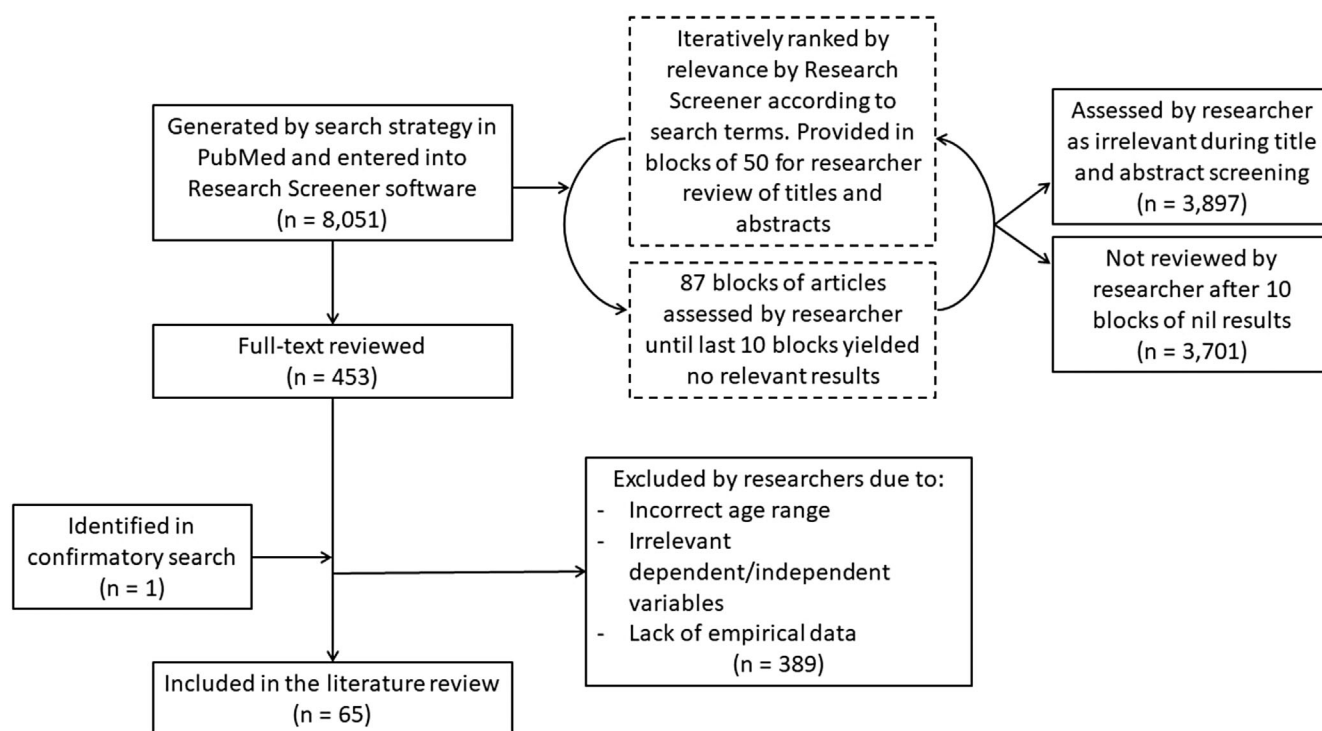 Generated by search strategy in
PubMed and entered into
Research Screener software
(n = 8,051)
Iteratively ranked by
relevance by Research
Screener according to
search terms. Provided in
blocks of 50 for researcher
review of titles and
abstracts
87 blocks of articles
assessed by researcher
until last 10 blocks yielded
no relevant results
Assessed by researcher
as irrelevant during title
and abstract screening
(n = 3,897)
Not reviewed by
researcher after 10
blocks of nil results
(n = 3,701)
Full-text reviewed
(n = 453)
Identified in
confirmatory search
(n = 1)
Excluded by researchers due to:
- Incorrect age range
- Irrelevant
dependent/independent
variables
- Lack of empirical data
(n = 389)
Included in the literature review
(n = 65)